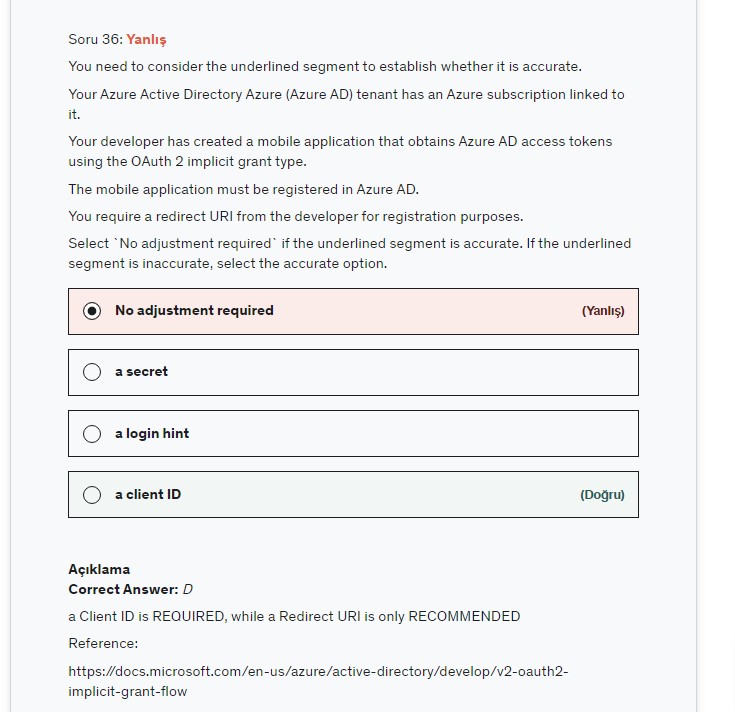 Soru 36: Yanlış
You need to consider the underlined segment to establish whether it is accurate.
Your Azure Active Directory Azure (Azure AD) tenant has an Azure subscription linked to
it.
Your developer has created a mobile application that obtains Azure AD access tokens
using the OAuth 2 implicit grant type.
The mobile application must be registered in Azure AD.
You require a redirect URI from the developer for registration purposes.
Select `No adjustment required` if the underlined segment is accurate. If the underlined
segment is inaccurate, select the accurate option.
No adjustment required (Yanlış)
a secret
a login hint
a client ID (Doğru)
Açıklama
Correct Answer: D
a Client ID is REQUIRED, while a Redirect URI is only RECOMMENDED
Reference:
https://docs.microsoft.com/en-us/azure/active-directory/develop/v2-oauth2-
implicit-grant-flow